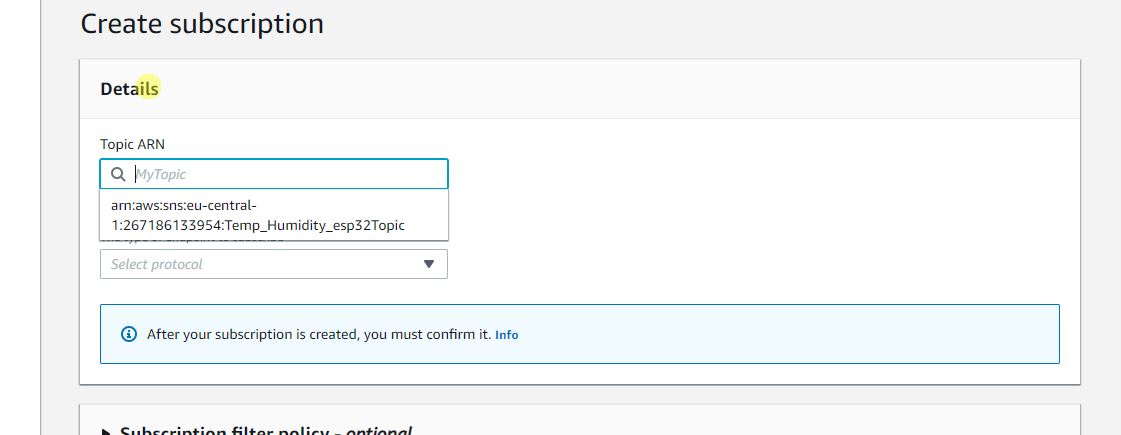 Create subscription
Details
Topic ARN
MyTopic
arn:aws:sns:eu-central-
1:267186133954:Temp_Humidity_esp32Topic
Select protocol
After your subscription is created, you must confirm it. Info
Subscription filter policy - optional